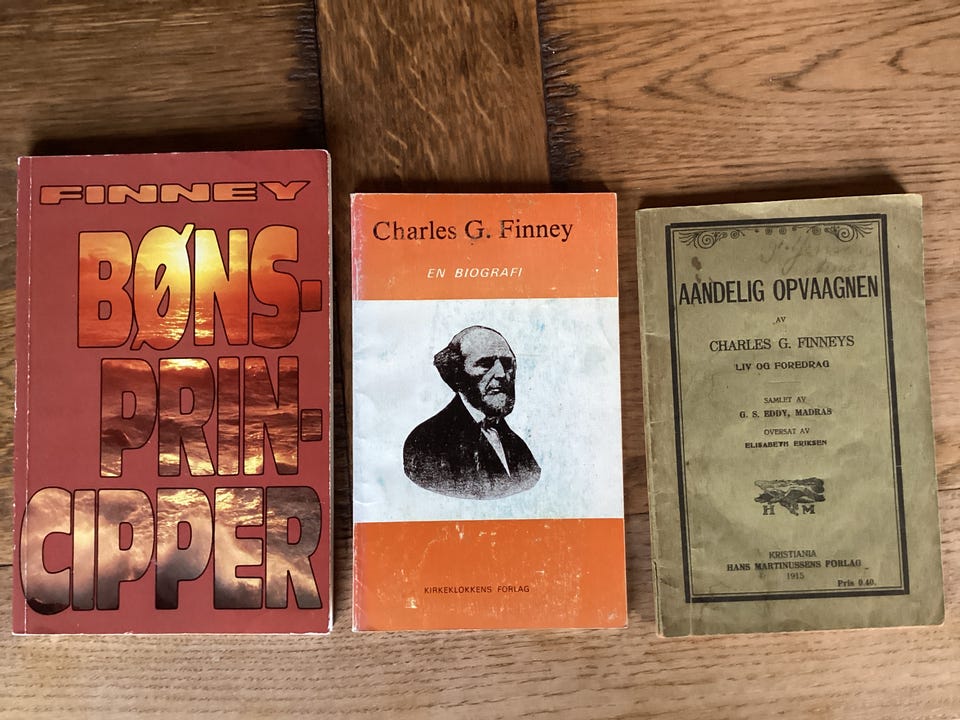 FINNEY
BØNS-
PRIN-
CIPPER
Charles G. Finney
EN BIOGRAFI
KIRKEKLOKKENS FORLAG
AANDELIG OPVAAGNEN
AV
CHARLES G. FINNEYS
LIV OG FOREDRAG
SAMLET AV
G. S. EDDY, MADRAS
OVERSAT AV
ELISABETH ERIKSEN
H M
KRISTIANIA
HANS MARTINUSSENS FORLAG
1915
Pris 0.40.